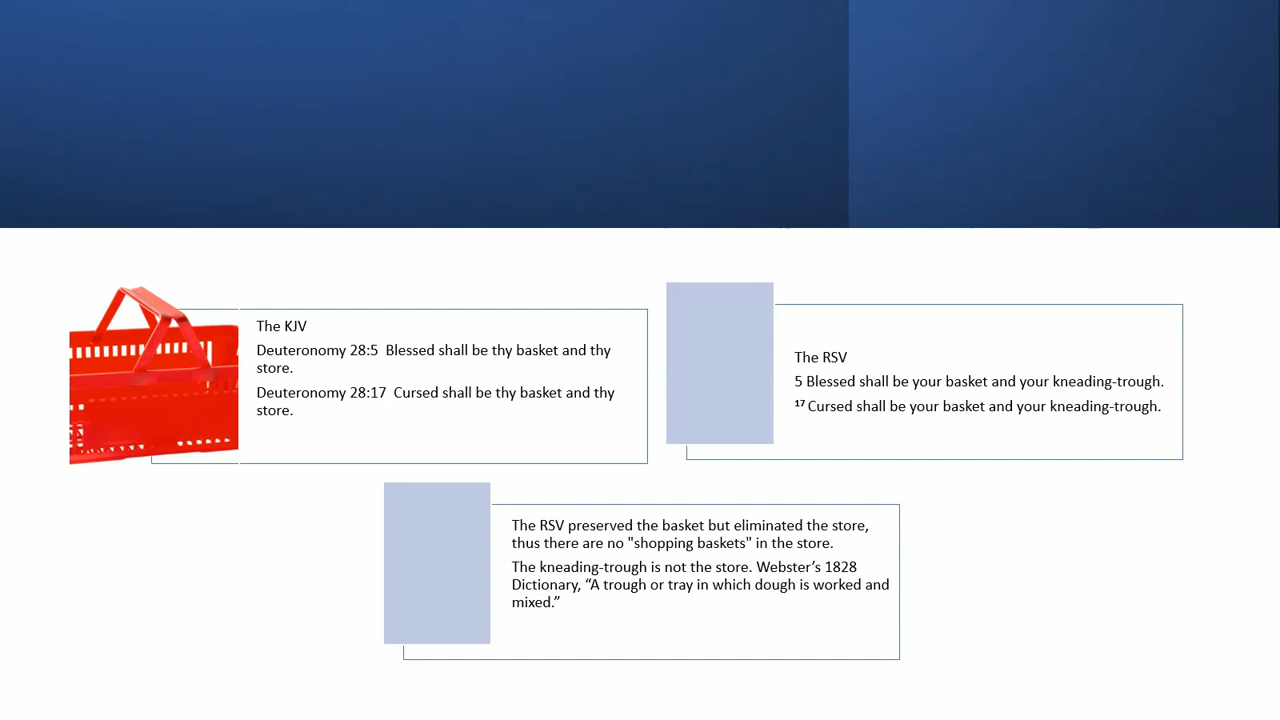 The KJV
Deuteronomy 28:5  Blessed shall be thy basket and thy
store.
Deuteronomy 28:17  Cursed shall be thy basket and thy
store.
The RSV
5 Blessed shall be your basket and your kneading-trough.
¹⁷ Cursed shall be your basket and your kneading-trough.
The RSV preserved the basket but eliminated the store,
thus there are no "shopping baskets" in the store.
The kneading-trough is not the store. Webster’s 1828
Dictionary, “A trough or tray in which dough is worked and
mixed.”